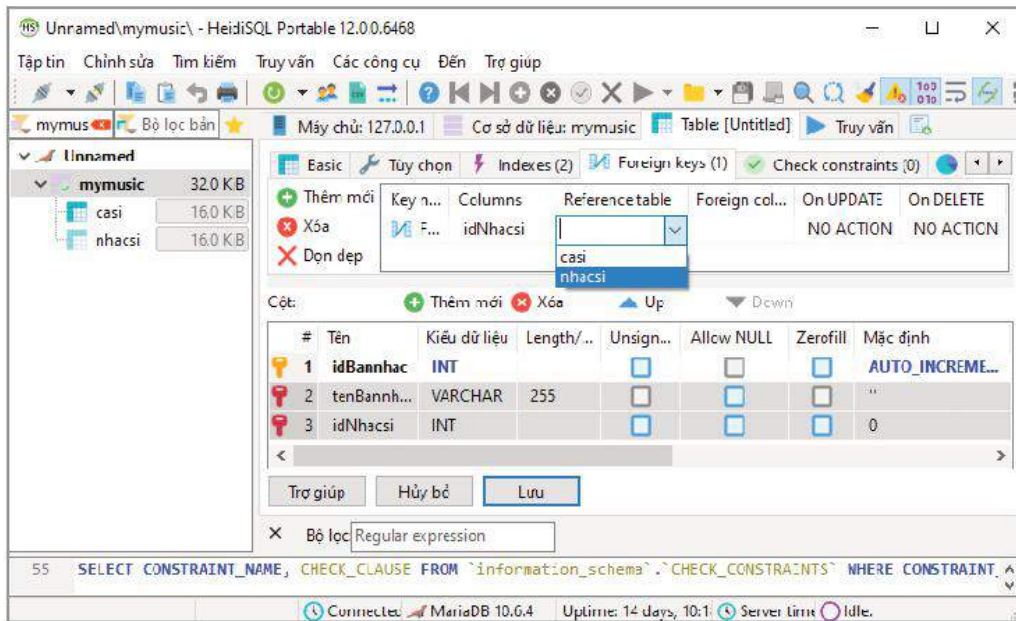 Unnamed\mymusic\ - HeidiSQL Portable 12.0.0.6468
Tập tin Chỉnh sửa Tìm kiếm Truy vấn Các công cụ Đến Trợ giúp
mymus Bộ lọc bản Máy chủ: 127.0.0.1 Cơ sở dữ liệu: mymusic Table: [Untitled] Truy vấn
Unnamed
mymusic 32.0 KiB
casi 16.0 KiB
nhacsi 16.0 KiB
Basic Tùy chọn Indexes (2) Foreign keys (1) Check constraints (0)
Thêm mới Key n... Columns Reference table Foreign col... On UPDATE On DELETE
Xóa F... idNhacsi NO ACTION NO ACTION
Dọn dẹp
casi
nhacsi
Cột: Thêm mới Xóa Up Down
# Tên Kiểu dữ liệu Length/... Unsign... Allow NULL Zerofill Mặc định
1 idBannhac INT AUTO_INCREME...
2 tenBannh... VARCHAR 255 ''
3 idNhacsi INT 0
Trợ giúp Hủy bỏ Lưu
Bộ lọc: Regular expression
55 SELECT CONSTRAINT_NAME, CHECK_CLAUSE FROM `information_schema`.`CHECK_CONSTRAINTS` WHERE CONSTRAINT_
Connected MariaDB 10.6.4 Uptime: 14 days, 10:1 Server time Idle.